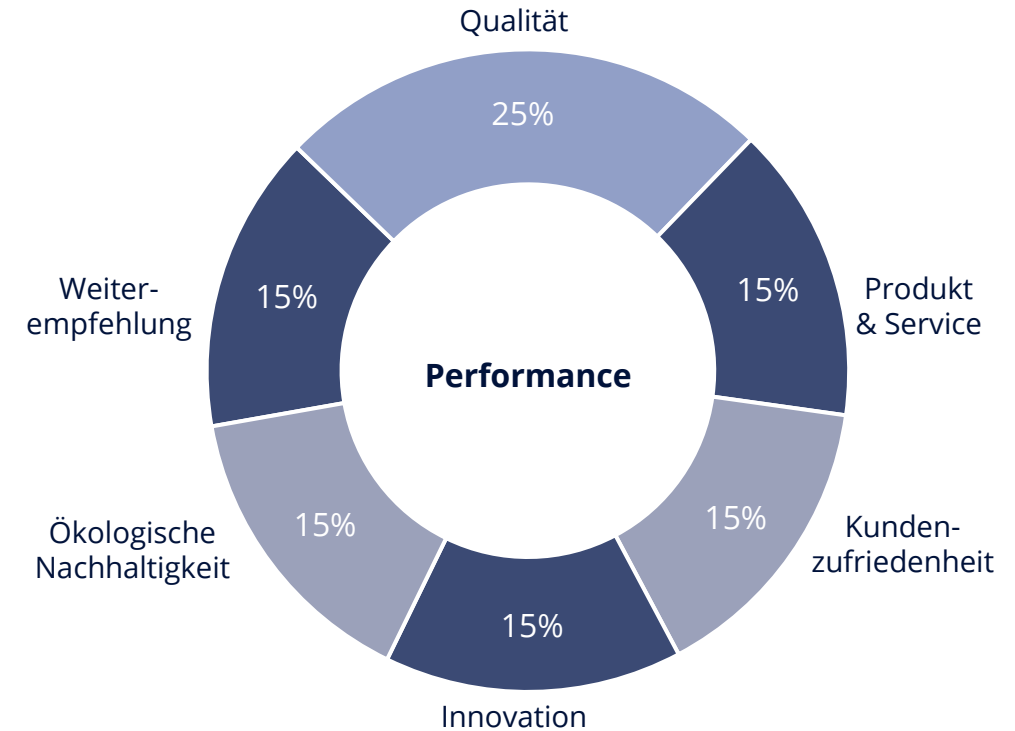 Qualität
25%
15%
Produkt
& Service
15%
Kunden-
zufriedenheit
15%
Innovation
15%
Ökologische
Nachhaltigkeit
15%
Weiter-
empfehlung
Performance